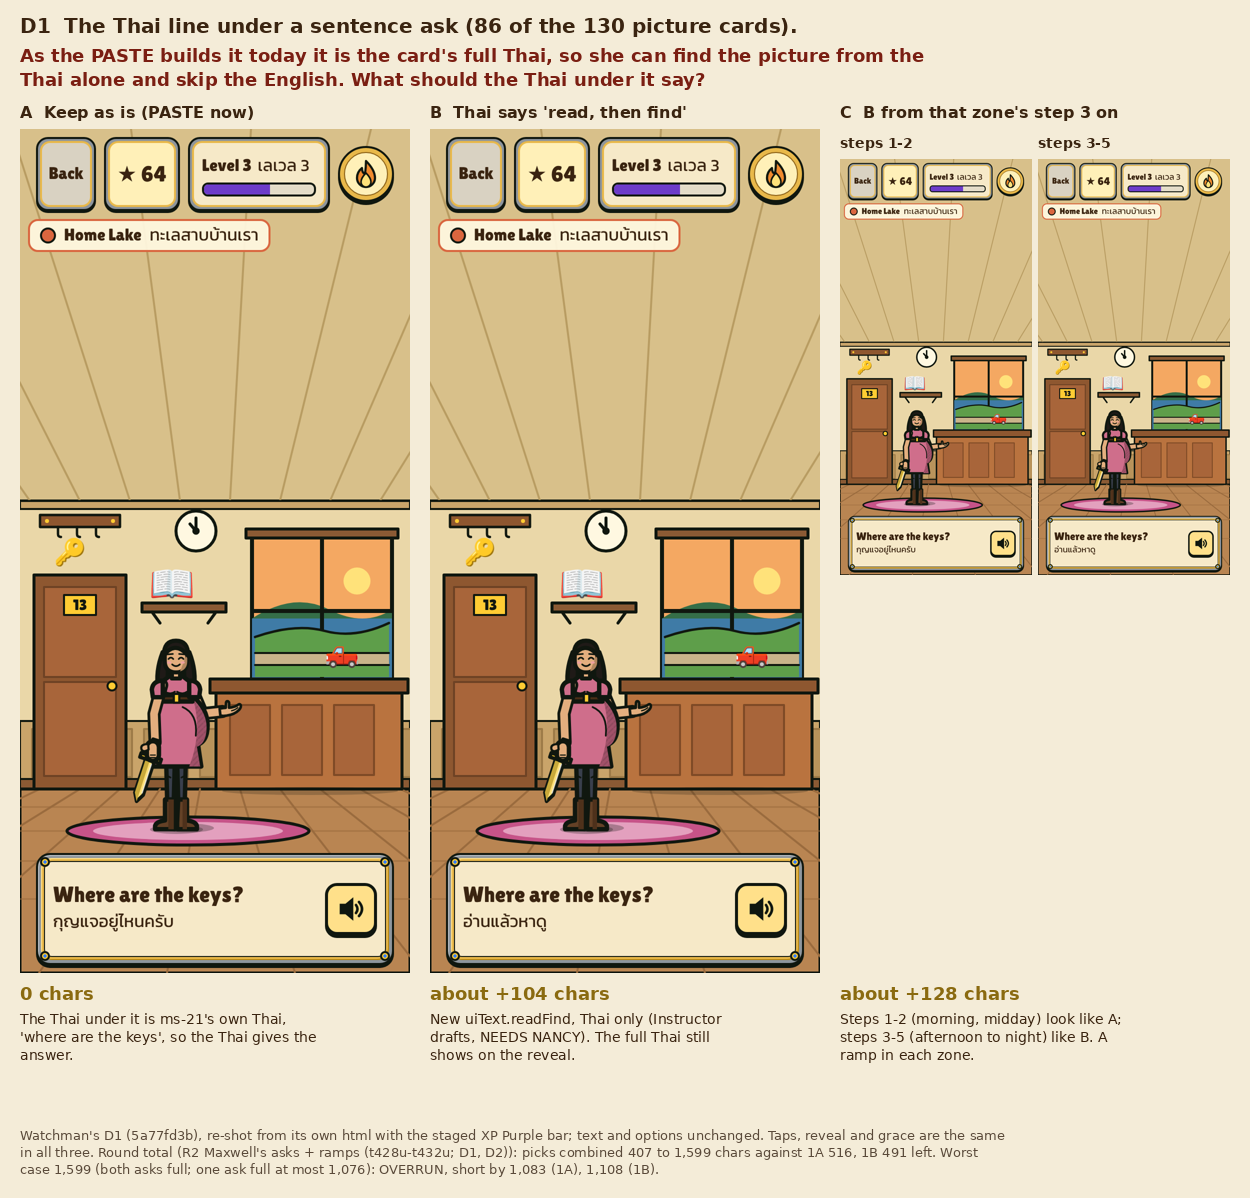 D1  The Thai line under a sentence ask (86 of the 130 picture cards).
As the PASTE builds it today it is the card's full Thai, so she can find the picture from the
Thai alone and skip the English. What should the Thai under it say?
A  Keep as is (PASTE now)
Back
★ 64
Level 3 เลเวล 3
Home Lake ทะเลสาบบ้านเรา
13
Where are the keys?
กุญแจอยู่ไหนครับ
0 chars
The Thai under it is ms-21's own Thai,
'where are the keys', so the Thai gives the
answer.
B  Thai says 'read, then find'
Back
★ 64
Level 3 เลเวล 3
Home Lake ทะเลสาบบ้านเรา
13
Where are the keys?
อ่านแล้วหาดู
about +104 chars
New uiText.readFind, Thai only (Instructor
drafts, NEEDS NANCY). The full Thai still
shows on the reveal.
C  B from that zone's step 3 on
steps 1-2
Back
★ 64
Level 3 เลเวล 3
Home Lake ทะเลสาบบ้านเรา
13
Where are the keys?
กุญแจอยู่ไหนครับ
steps 3-5
Back
★ 64
Level 3 เลเวล 3
Home Lake ทะเลสาบบ้านเรา
13
Where are the keys?
อ่านแล้วหาดู
about +128 chars
Steps 1-2 (morning, midday) look like A;
steps 3-5 (afternoon to night) like B. A
ramp in each zone.
Watchman's D1 (5a77fd3b), re-shot from its own html with the staged XP Purple bar; text and options unchanged. Taps, reveal and grace are the same
in all three. Round total (R2 Maxwell's asks + ramps (t428u-t432u; D1, D2)): picks combined 407 to 1,599 chars against 1A 516, 1B 491 left. Worst
case 1,599 (both asks full; one ask full at most 1,076): OVERRUN, short by 1,083 (1A), 1,108 (1B).